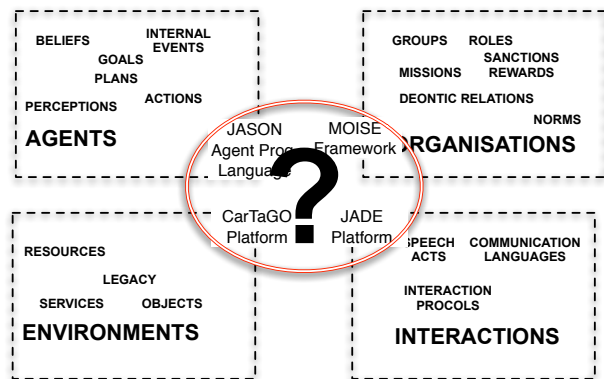 BELIEFS
INTERNAL
EVENTS
GOALS
PLANS
PERCEPTIONS
ACTIONS
AGENTS
GROUPS
ROLES
SANCTIONS
MISSIONS
REWARDS
DEONTIC RELATIONS
NORMS
RGANISATIONS
JASON
Agent Prog
Language
MOISE
Framework
?
CarTaGO
Platform
JADE
Platform
RESOURCES
LEGACY
SERVICES
OBJECTS
ENVIRONMENTS
SPEECH
ACTS
COMMUNICATION
LANGUAGES
INTERACTION
PROCOLS
INTERACTIONS